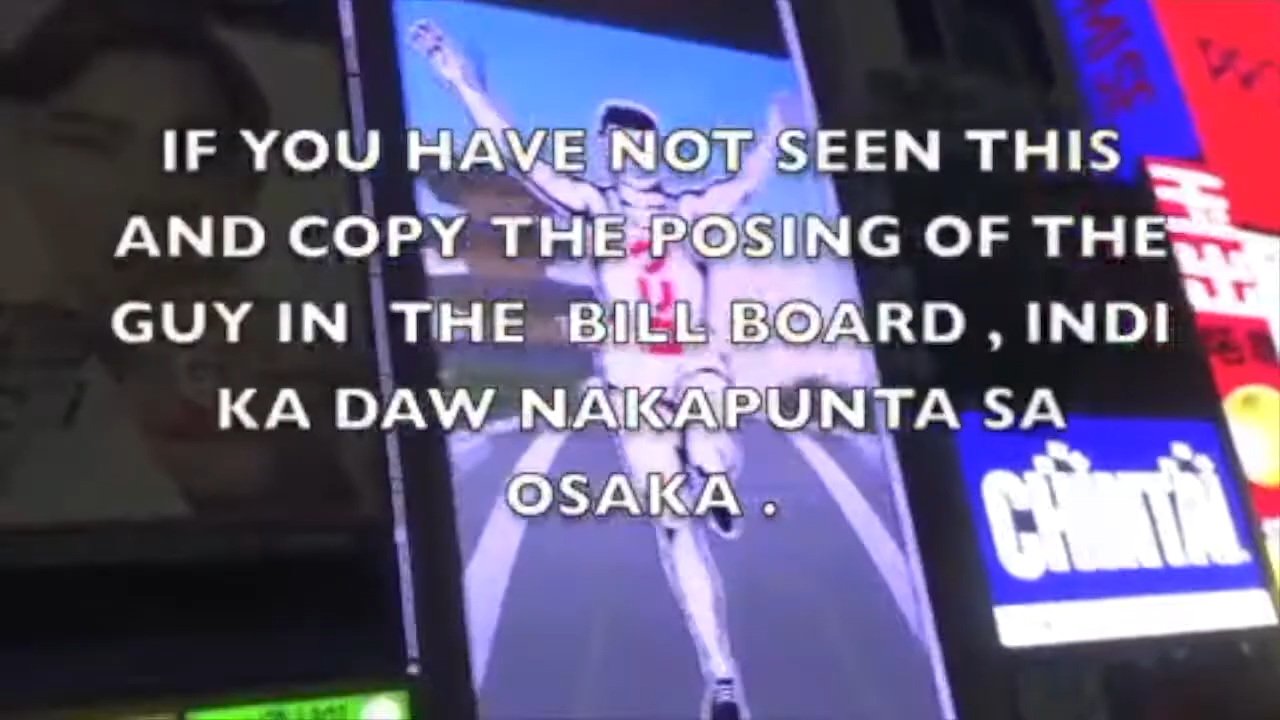 IF YOU HAVE NOT SEEN THIS
AND COPY THE POSING OF THE
GUY IN THE BILL BOARD , INDI
KA DAW NAKAPUNTA SA
OSAKA .
CHINTAI